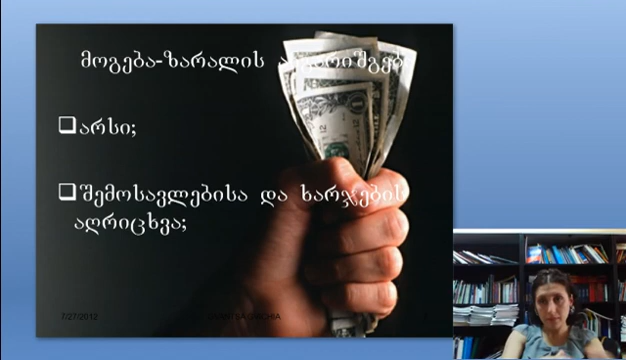 მოგება-ზარალის
❑არსი;
❑შემოსავლებისა და ხარჯების
აღრიცხვა;
7/27/2012